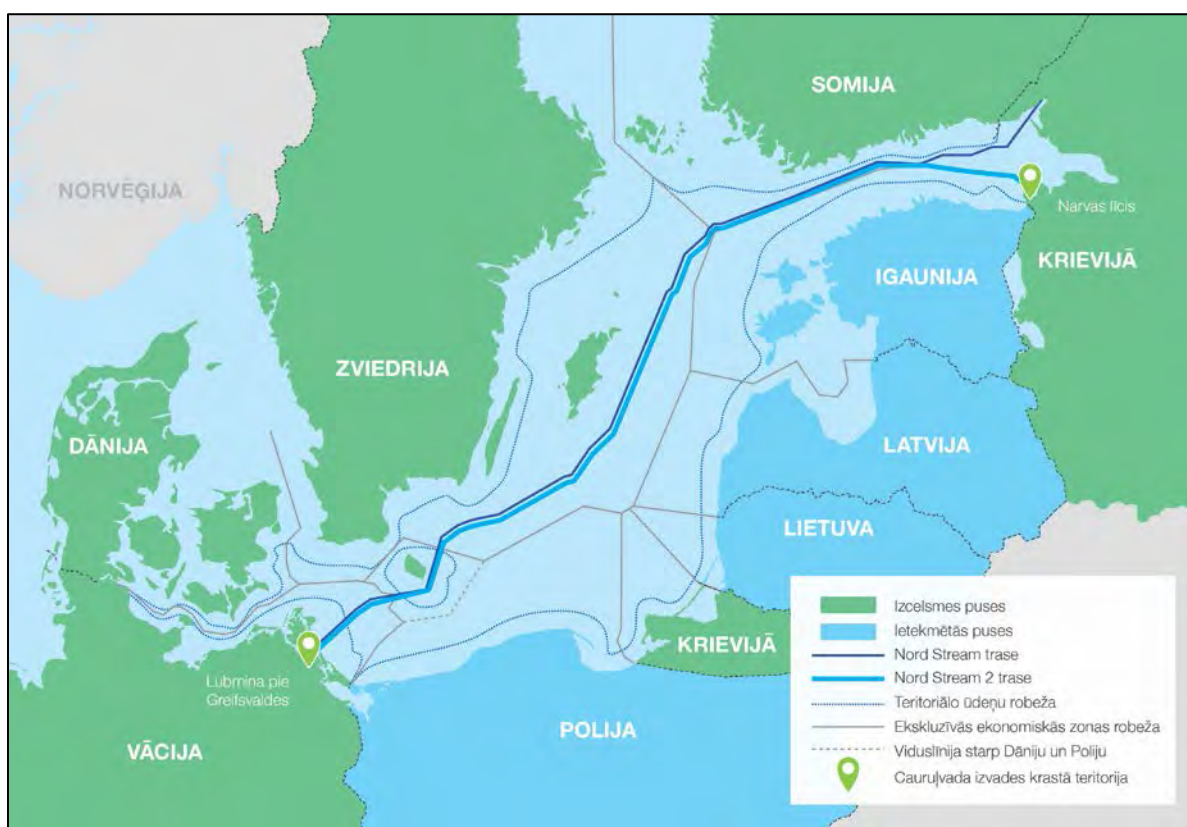 SOMIJA
NORVĒĢIJA
Narvas līcis
KRIEVIJĀ
IGAUNIJA
ZVIEDRIJA
DĀNIJA
LATVIJA
LIETUVA
KRIEVIJĀ
Lubmina pie
Greifsvaldes
POLIJA
VĀCIJA
Izcelsmes puses
Ietekmētās puses
Nord Stream trase
Nord Stream 2 trase
Teritoriālo ūdeņu robeža
Ekskluzīvās ekonomiskās zonas robeža
Viduslīnija starp Dāniju un Poliju
Cauruļvada izvades krastā teritorija